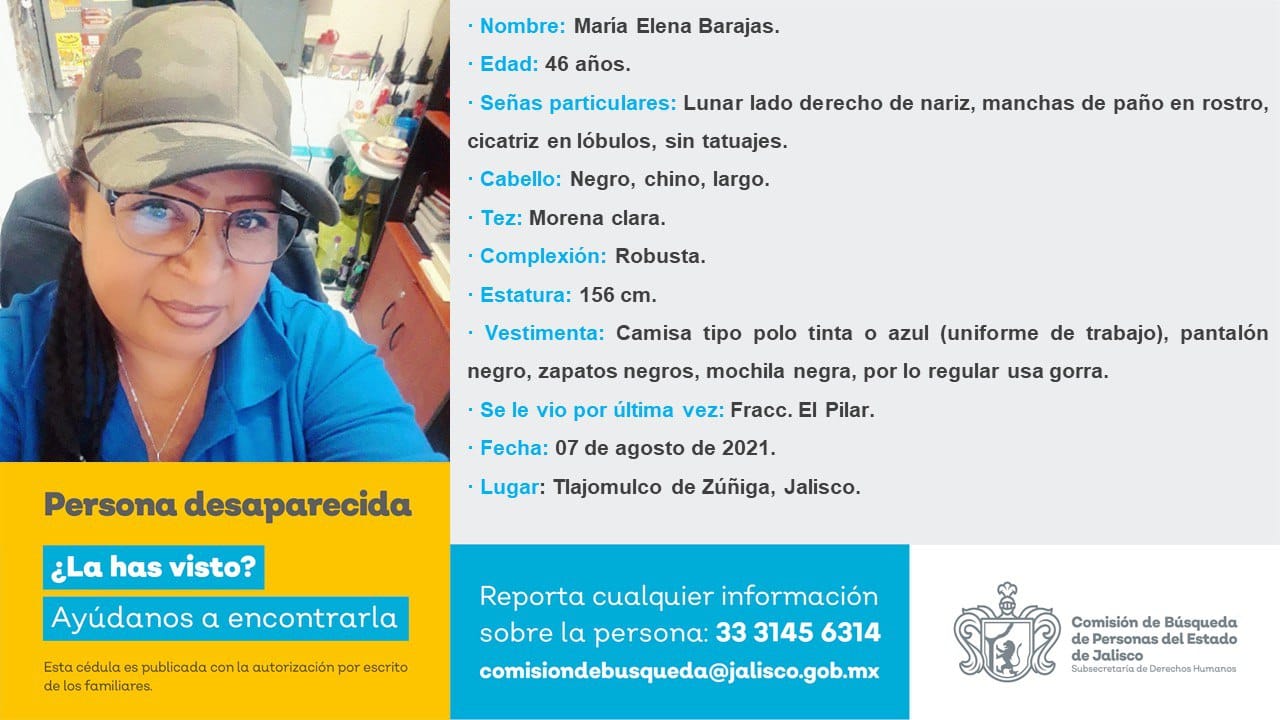 · Nombre: María Elena Barajas.
· Edad: 46 años.
· Señas particulares: Lunar lado derecho de nariz, manchas de paño en rostro,
cicatriz en lóbulos, sin tatuajes.
· Cabello: Negro, chino, largo.
· Tez: Morena clara.
· Complexión: Robusta.
· Estatura: 156 cm.
· Vestimenta: Camisa tipo polo tinta o azul (uniforme de trabajo), pantalón
negro, zapatos negros, mochila negra, por lo regular usa gorra.
· Se le vio por última vez: Fracc. El Pilar.
· Fecha: 07 de agosto de 2021.
· Lugar: Tlajomulco de Zúñiga, Jalisco.
Persona desaparecida
¿La has visto?
Ayúdanos a encontrarla
Esta cédula es publicada con la autorización por escrito
de los familiares.
Reporta cualquier información
sobre la persona: 33 3145 6314
comisiondebusqueda@jalisco.gob.mx
Comisión de Búsqueda
de Personas del Estado
de Jalisco
Subsecretaría de Derechos Humanos